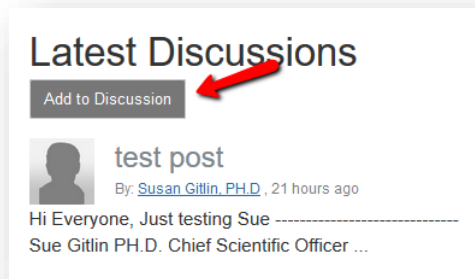 Latest Discussions
Add to Discussion
test post
By: Susan Gitlin, PH.D , 21 hours ago
Hi Everyone, Just testing Sue ------------------------------
Sue Gitlin PH.D. Chief Scientific Officer ...